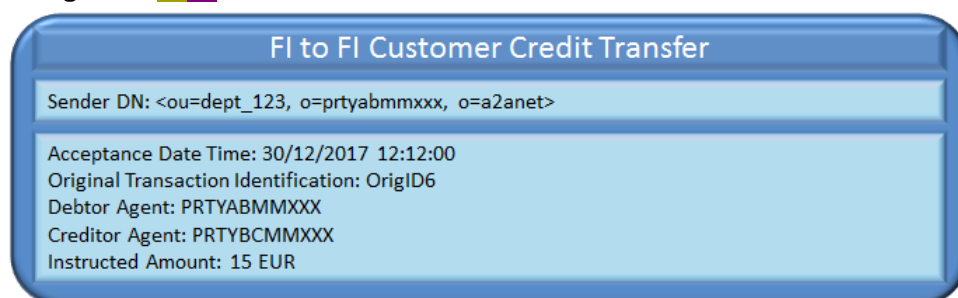 FI to FI Customer Credit Transfer
Sender DN: <ou=dept_123, o=prtyabmmxxx, o=a2anet>
Acceptance Date Time: 30/12/2017 12:12:00
Original Transaction Identification: OrigID6
Debtor Agent: PRTYABMMXXX
Creditor Agent: PRTYBCMMXXX
Instructed Amount: 15 EUR